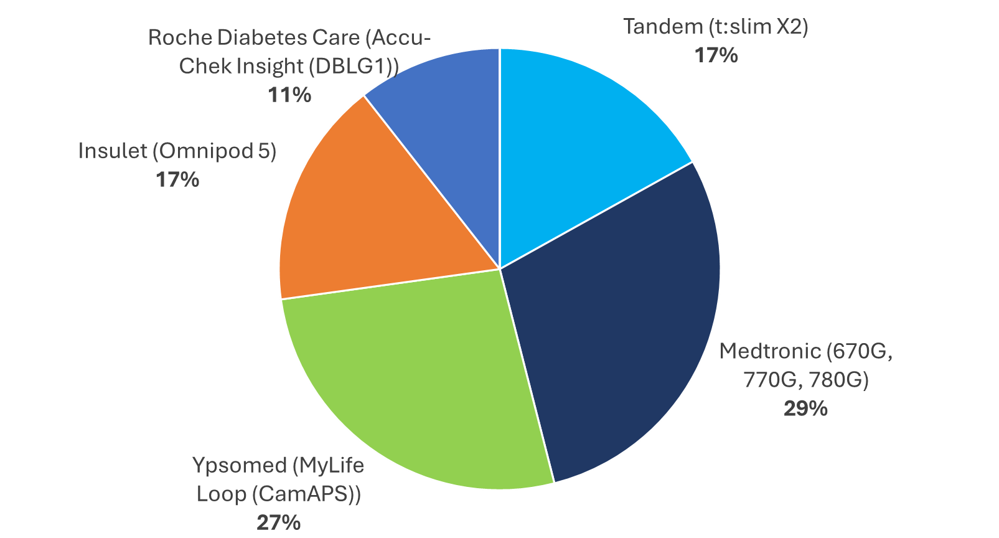 Tandem (t:slim X2)
17%
Roche Diabetes Care (Accu-
Chek Insight (DBLG1))
11%
Insulet (Omnipod 5)
17%
Medtronic (670G,
770G, 780G)
29%
Ypsomed (MyLife
Loop (CamAPS))
27%